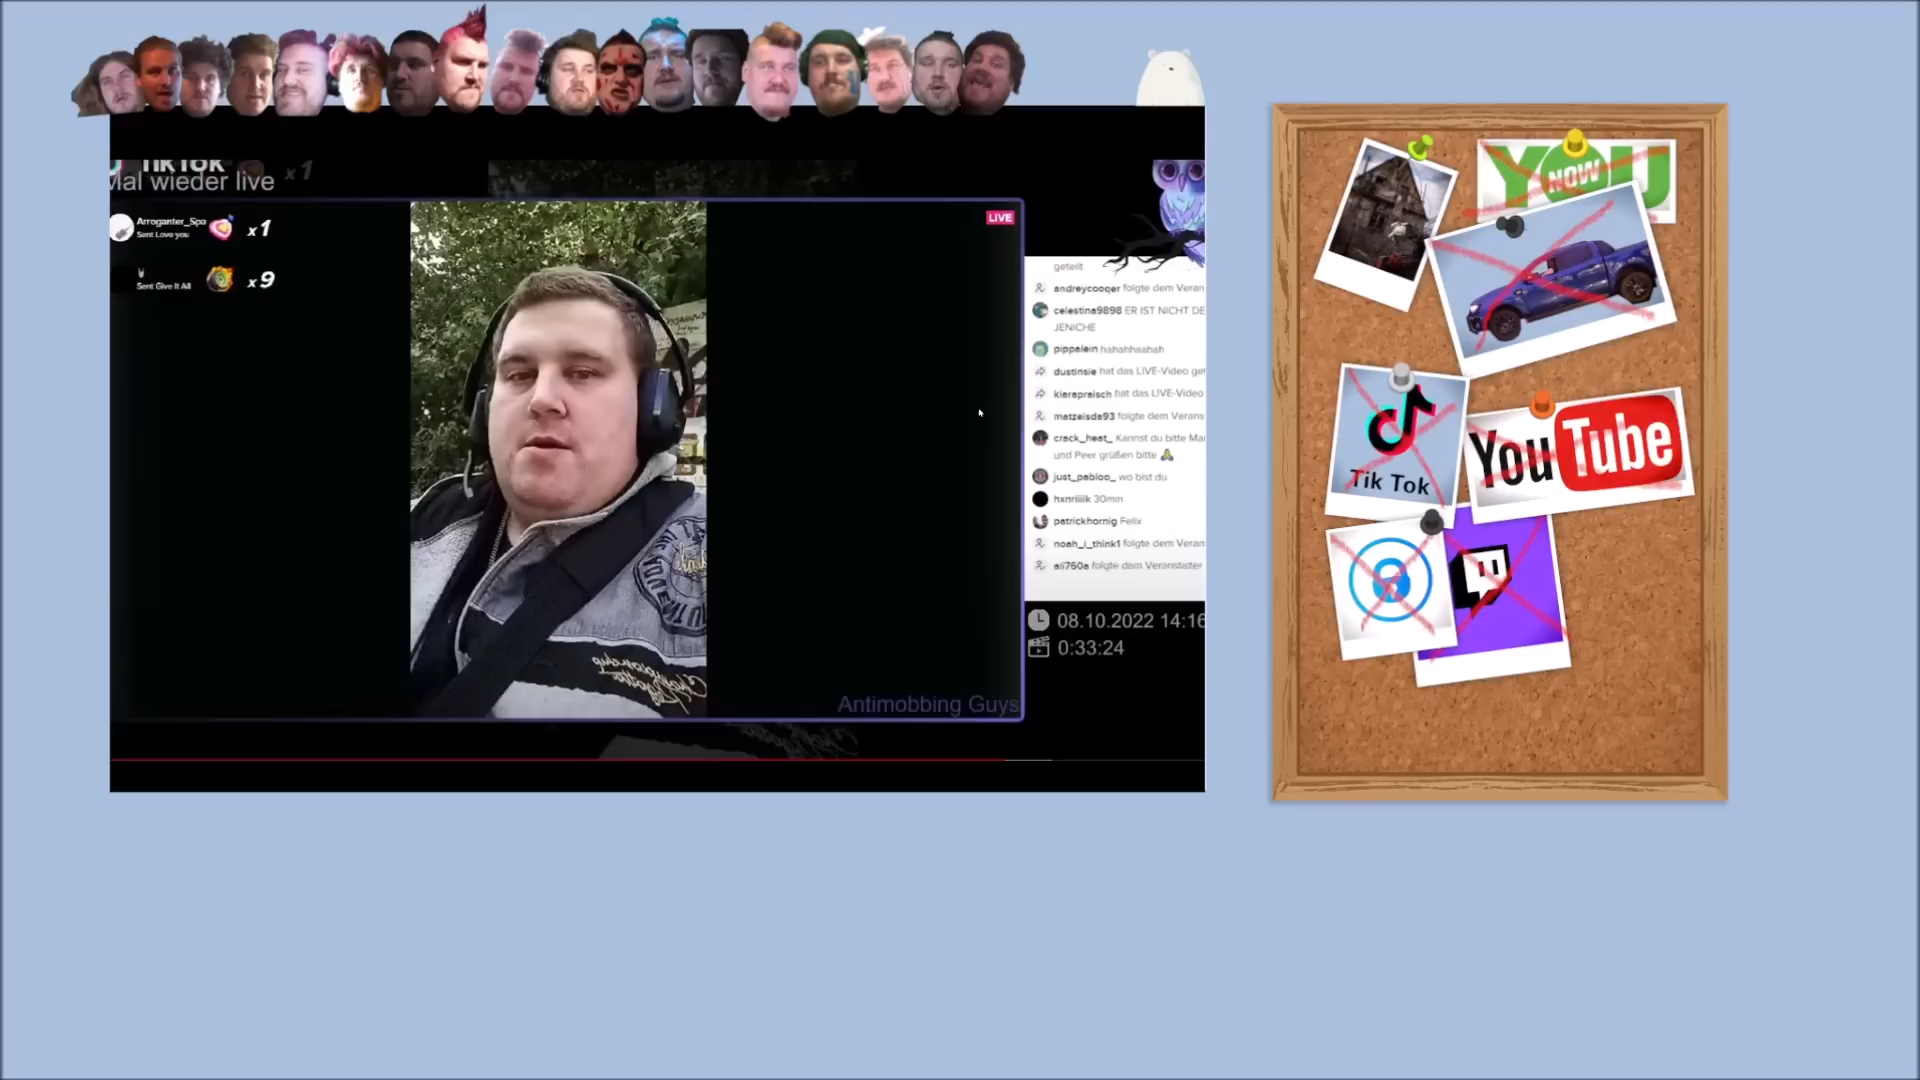 TikTok
x1
Mal wieder live
Arroganter_Spa
Sent Love you
x1
Sent Give It All
x9
LIVE
Antimobbing Guys
geteilt
andreycooqer folgte dem Veran
celestina9898 ER IST NICHT DE
JENICHE
pippalein hahahhaahah
dustinsie hat das LIVE-Video ge
kiarapraisch hat das LIVE-Video
matzeisda93 folgte dem Verans
crack_heat_ Kannst du bitte Ma
und Peer grüßen bitte 🙏
just_pabloo_ wo bist du
hxnriiiik 30min
patrickhornig Felix
noah_i_think1 folgte dem Veran
ali760a folgte dem Veranstalter
08.10.2022 14:16
0:33:24
YOU
NOW
Tik Tok
YouTube